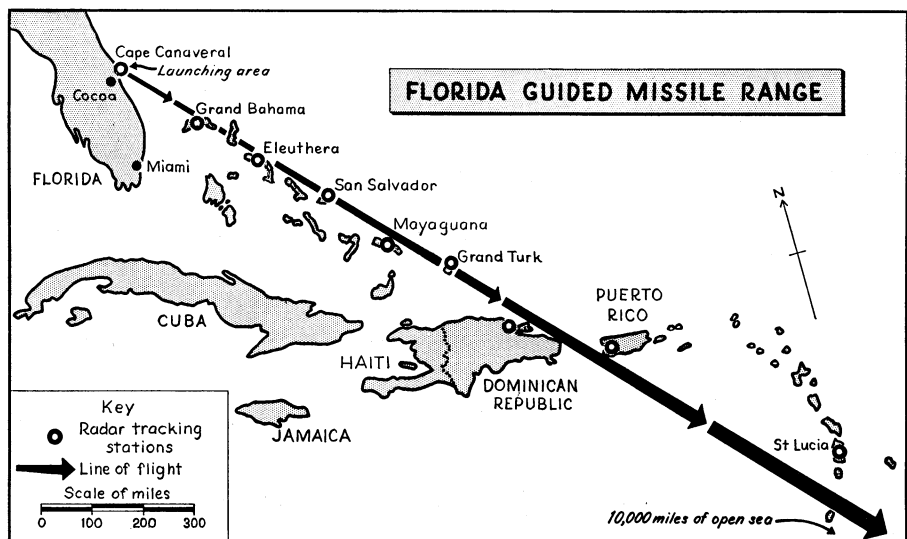 FLORIDA GUIDED MISSILE RANGE
Cape Canaveral
Launching area
Cocoa
Grand Bahama
Eleuthera
Miami
FLORIDA
San Salvador
Mayaguana
Grand Turk
N
PUERTO
RICO
CUBA
HAITI
DOMINICAN
REPUBLIC
JAMAICA
St Lucia
10,000 miles of open sea
Key
Radar tracking
stations
Line of flight
Scale of miles
0 100 200 300